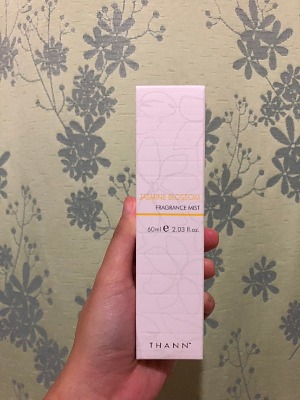 JASMINE BLOSSOM
FRAGRANCE MIST
60ml ℮ 2.03 fl.oz.
THANN